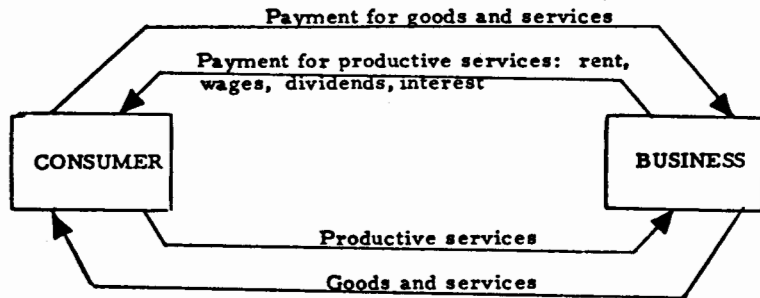 Payment for goods and services
Payment for productive services: rent,
wages, dividends, interest
CONSUMER
BUSINESS
Productive services
Goods and services